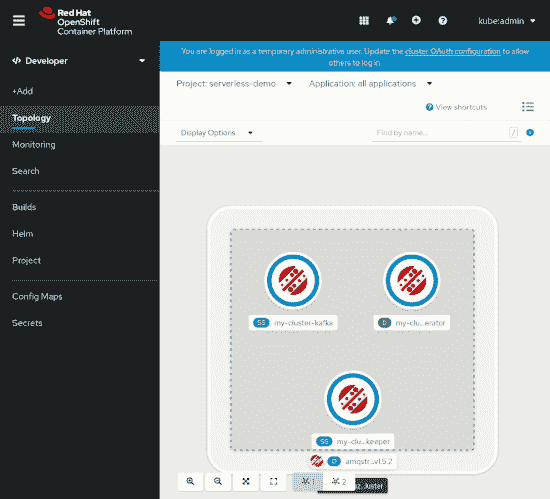 Red Hat
OpenShift
Container Platform
kube:admin
You are logged in as a temporary administrative user. Update the cluster OAuth configuration to allow
others to log in.
Developer
+Add
Topology
Monitoring
Search
Builds
Helm
Project
Config Maps
Secrets
Project: serverless-demo
Application: all applications
View shortcuts
Display Options
Find by name...
/
SS my-cluster-kafka
D my-clu...erator
SS my-clu...keeper
amqstr...v1.5.2
2